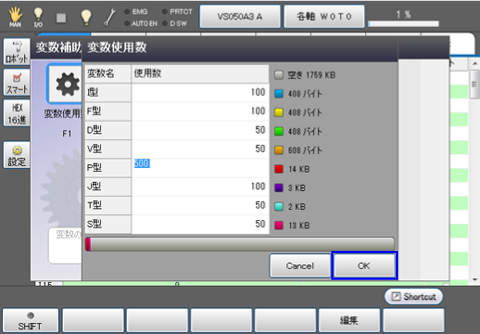 MAN
I/O
EMG
AUTO EN
PRTCT
D SW
VS050A3 A
各軸 W0T0
1 %
ロボット
スマート
HEX
16進
設定
変数補助
変数使用
F1
変数の
変数使用数
変数名 使用数
I型 100
F型 100
D型 50
V型 50
P型 500
J型 100
T型 50
S型 50
空き 1759 KB
408 バイト
408 バイト
408 バイト
608 バイト
14 KB
3 KB
2 KB
13 KB
Cancel
OK
Shortcut
SHIFT
編集